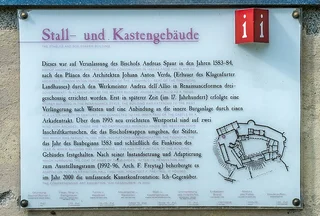 Stall- und Kastengebäude
Dieses war auf Veranlassung des Bischofs Andreas Spaur in den Jahren 1583-84,
nach den Plänen des Architekten Johann Anton Verda, (Erbauer des Klagenfurter
Landhauses) durch den Werkmeister Andrea dell'Allio in Renaissanceformen drei-
geschossig errichtet worden. Erst in späterer Zeit (im 17. Jahrhundert) erfolgte eine
Verlängerung nach Westen und eine Anbindung an die innere Burganlage durch einen
Arkadentrakt. Über dem 1993 neu errichteten Westportal sind auf zwei
Inschriftkartuschen, die das Bischofswappen umgeben, der Stifter,
das Jahr des Baubeginns 1583 und schließlich die Funktion des
Gebäudes festgehalten. Nach seiner Instandsetzung und Adaptierung
zum Ausstellungstrakt (1992-96, Arch. F. Freytag) beherbergte es
im Jahr 2000 die umfassende Kunstkonfrontation: Ich-Gegenüber.
i i